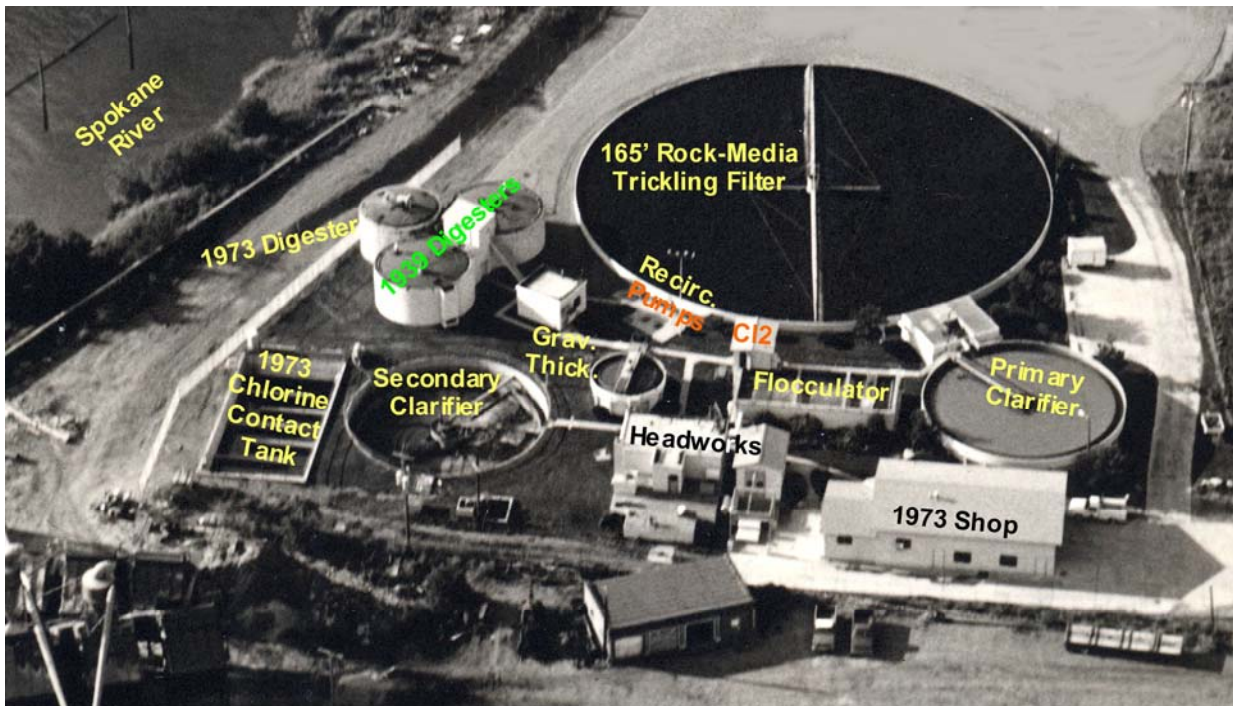 Spokane
River
165' Rock-Media
Trickling Filter
1973 Digester
1939 Digesters
Recirc.
Pumps
Cl2
Grav.
Thick.
1973
Chlorine
Contact
Tank
Secondary
Clarifier
Flocculator
Primary
Clarifier
Headworks
1973 Shop